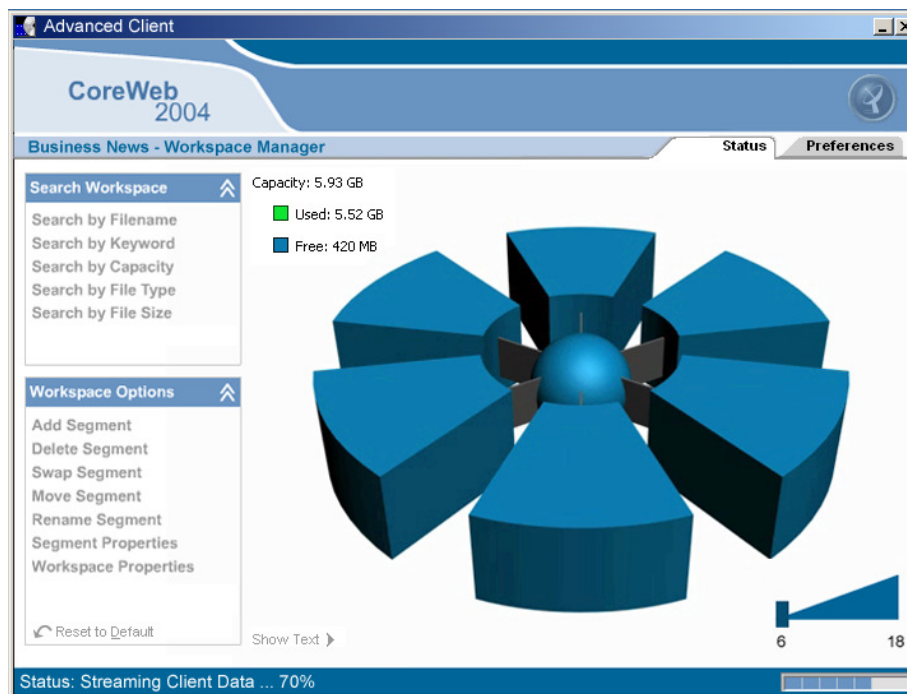 Advanced Client
CoreWeb
2004
Business News - Workspace Manager
Status
Preferences
Search Workspace
Search by Filename
Search by Keyword
Search by Capacity
Search by File Type
Search by File Size
Workspace Options
Add Segment
Delete Segment
Swap Segment
Move Segment
Rename Segment
Segment Properties
Workspace Properties
Reset to Default
Capacity: 5.93 GB
Used: 5.52 GB
Free: 420 MB
Show Text
6
18
Status: Streaming Client Data ... 70%